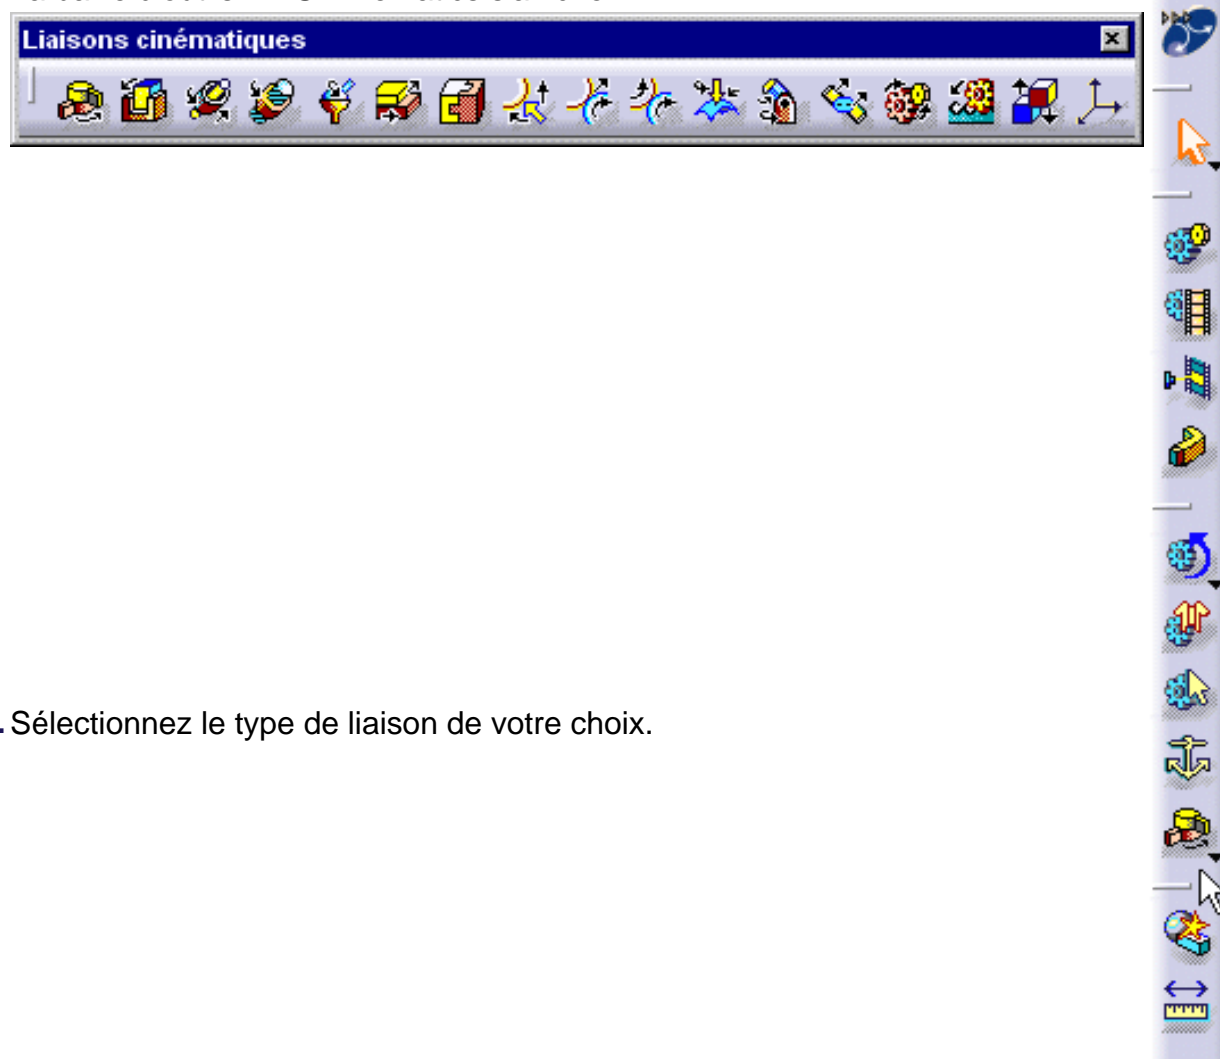 Liaisons cinématiques
. Sélectionnez le type de liaison de votre choix.